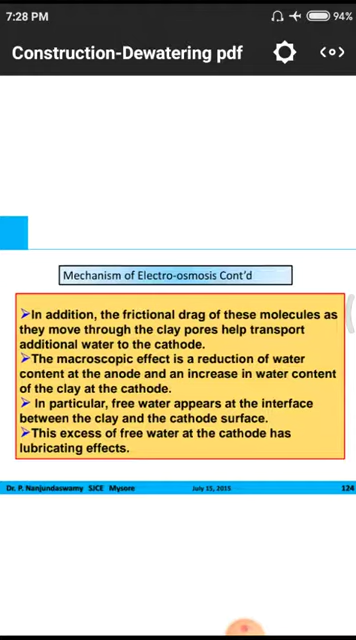 7:28 PM 94%
Construction-Dewatering pdf
Mechanism of Electro-osmosis Cont'd
In addition, the frictional drag of these molecules as
they move through the clay pores help transport
additional water to the cathode.
The macroscopic effect is a reduction of water
content at the anode and an increase in water content
of the clay at the cathode.
In particular, free water appears at the interface
between the clay and the cathode surface.
This excess of free water at the cathode has
lubricating effects.
Dr. P. Nanjundaswamy SJCE Mysore July 15, 2015 124